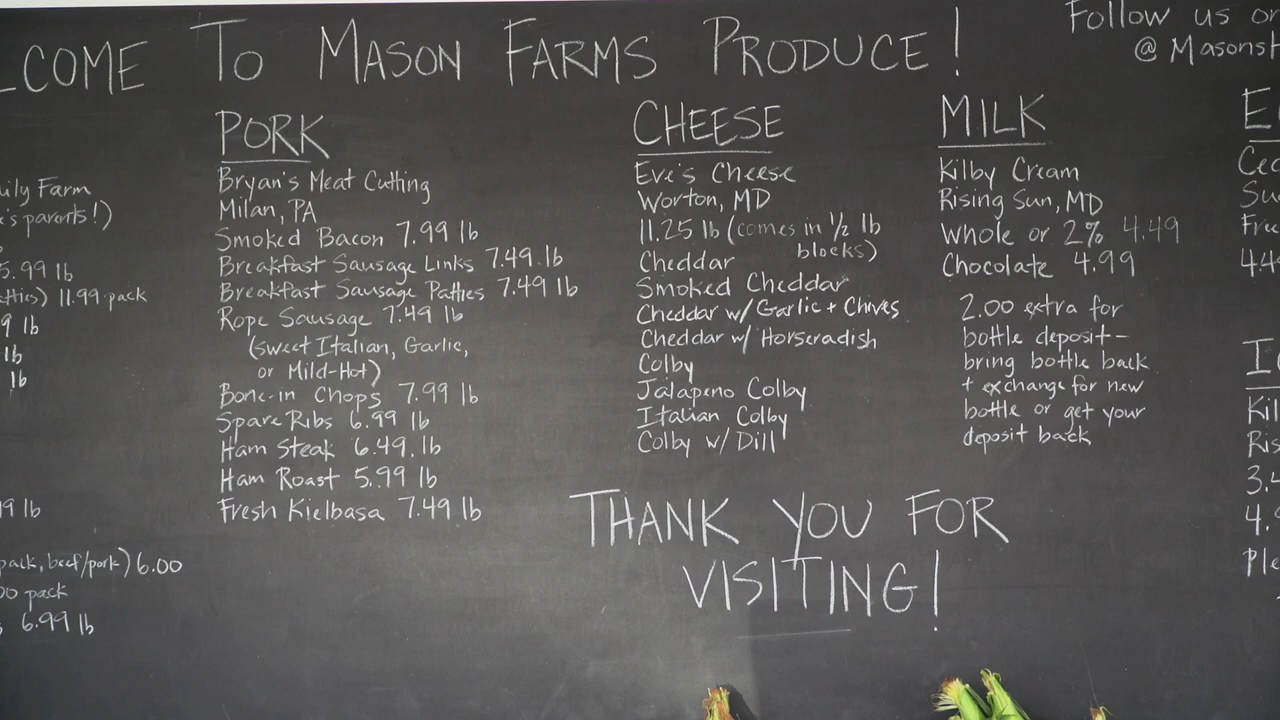 COME TO MASON FARMS PRODUCE!
Follow us on
@Masonst
ily Farm
e's parents!)
5.99 lb
11.99 pack
9 lb
lb
lb
9 lb
pack, beef/pork) 6.00
00 pack
6.99 lb
PORK
Bryan's Meat Cutting
Milan, PA
Smoked Bacon 7.99 lb
Breakfast Sausage Links 7.49 lb
Breakfast Sausage Patties 7.49 lb
Rope Sausage 7.49 lb
(sweet Italian, Garlic,
or Mild-Hot)
Bone-in Chops 7.99 lb
Spare Ribs 6.99 lb
Ham Steak 6.49 lb
Ham Roast 5.99 lb
Fresh Kielbasa 7.49 lb
CHEESE
Eve's Cheese
Worton, MD
11.25 lb (comes in 1/2 lb
blocks)
Cheddar
Smoked Cheddar
Cheddar w/ Garlic + Chives
Cheddar w/ Horseradish
Colby
Jalapeno Colby
Italian Colby
Colby w/ Dill
MILK
Kilby Cream
Rising Sun, MD
Whole or 2% 4.49
Chocolate 4.99
2.00 extra for
bottle deposit-
bring bottle back
+ exchange for new
bottle or get your
deposit back
THANK YOU FOR
VISITING!
Kil
Ris
3.4
4.
Ple